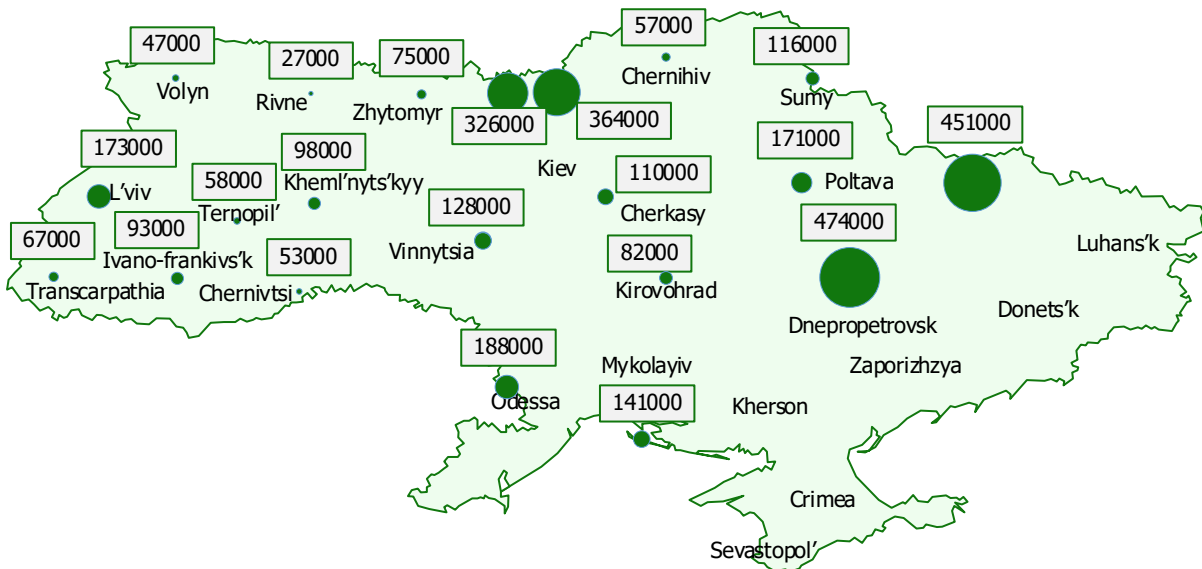 57000
47000
27000
75000
116000
Chernihiv
Volyn
Rivne
Zhytomyr
Sumy
326000
364000
451000
173000
98000
171000
Kiev
L'viv
58000
Kheml'nyts'kyy
110000
Poltava
Ternopil'
128000
Cherkasy
474000
67000
93000
53000
Vinnytsia
82000
Luhans'k
Ivano-frankivs'k
Transcarpathia
Chernivtsi
Kirovohrad
Donets'k
Dnepropetrovsk
188000
Mykolayiv
Zaporizhzya
Odessa
141000
Kherson
Crimea
Sevastopol'